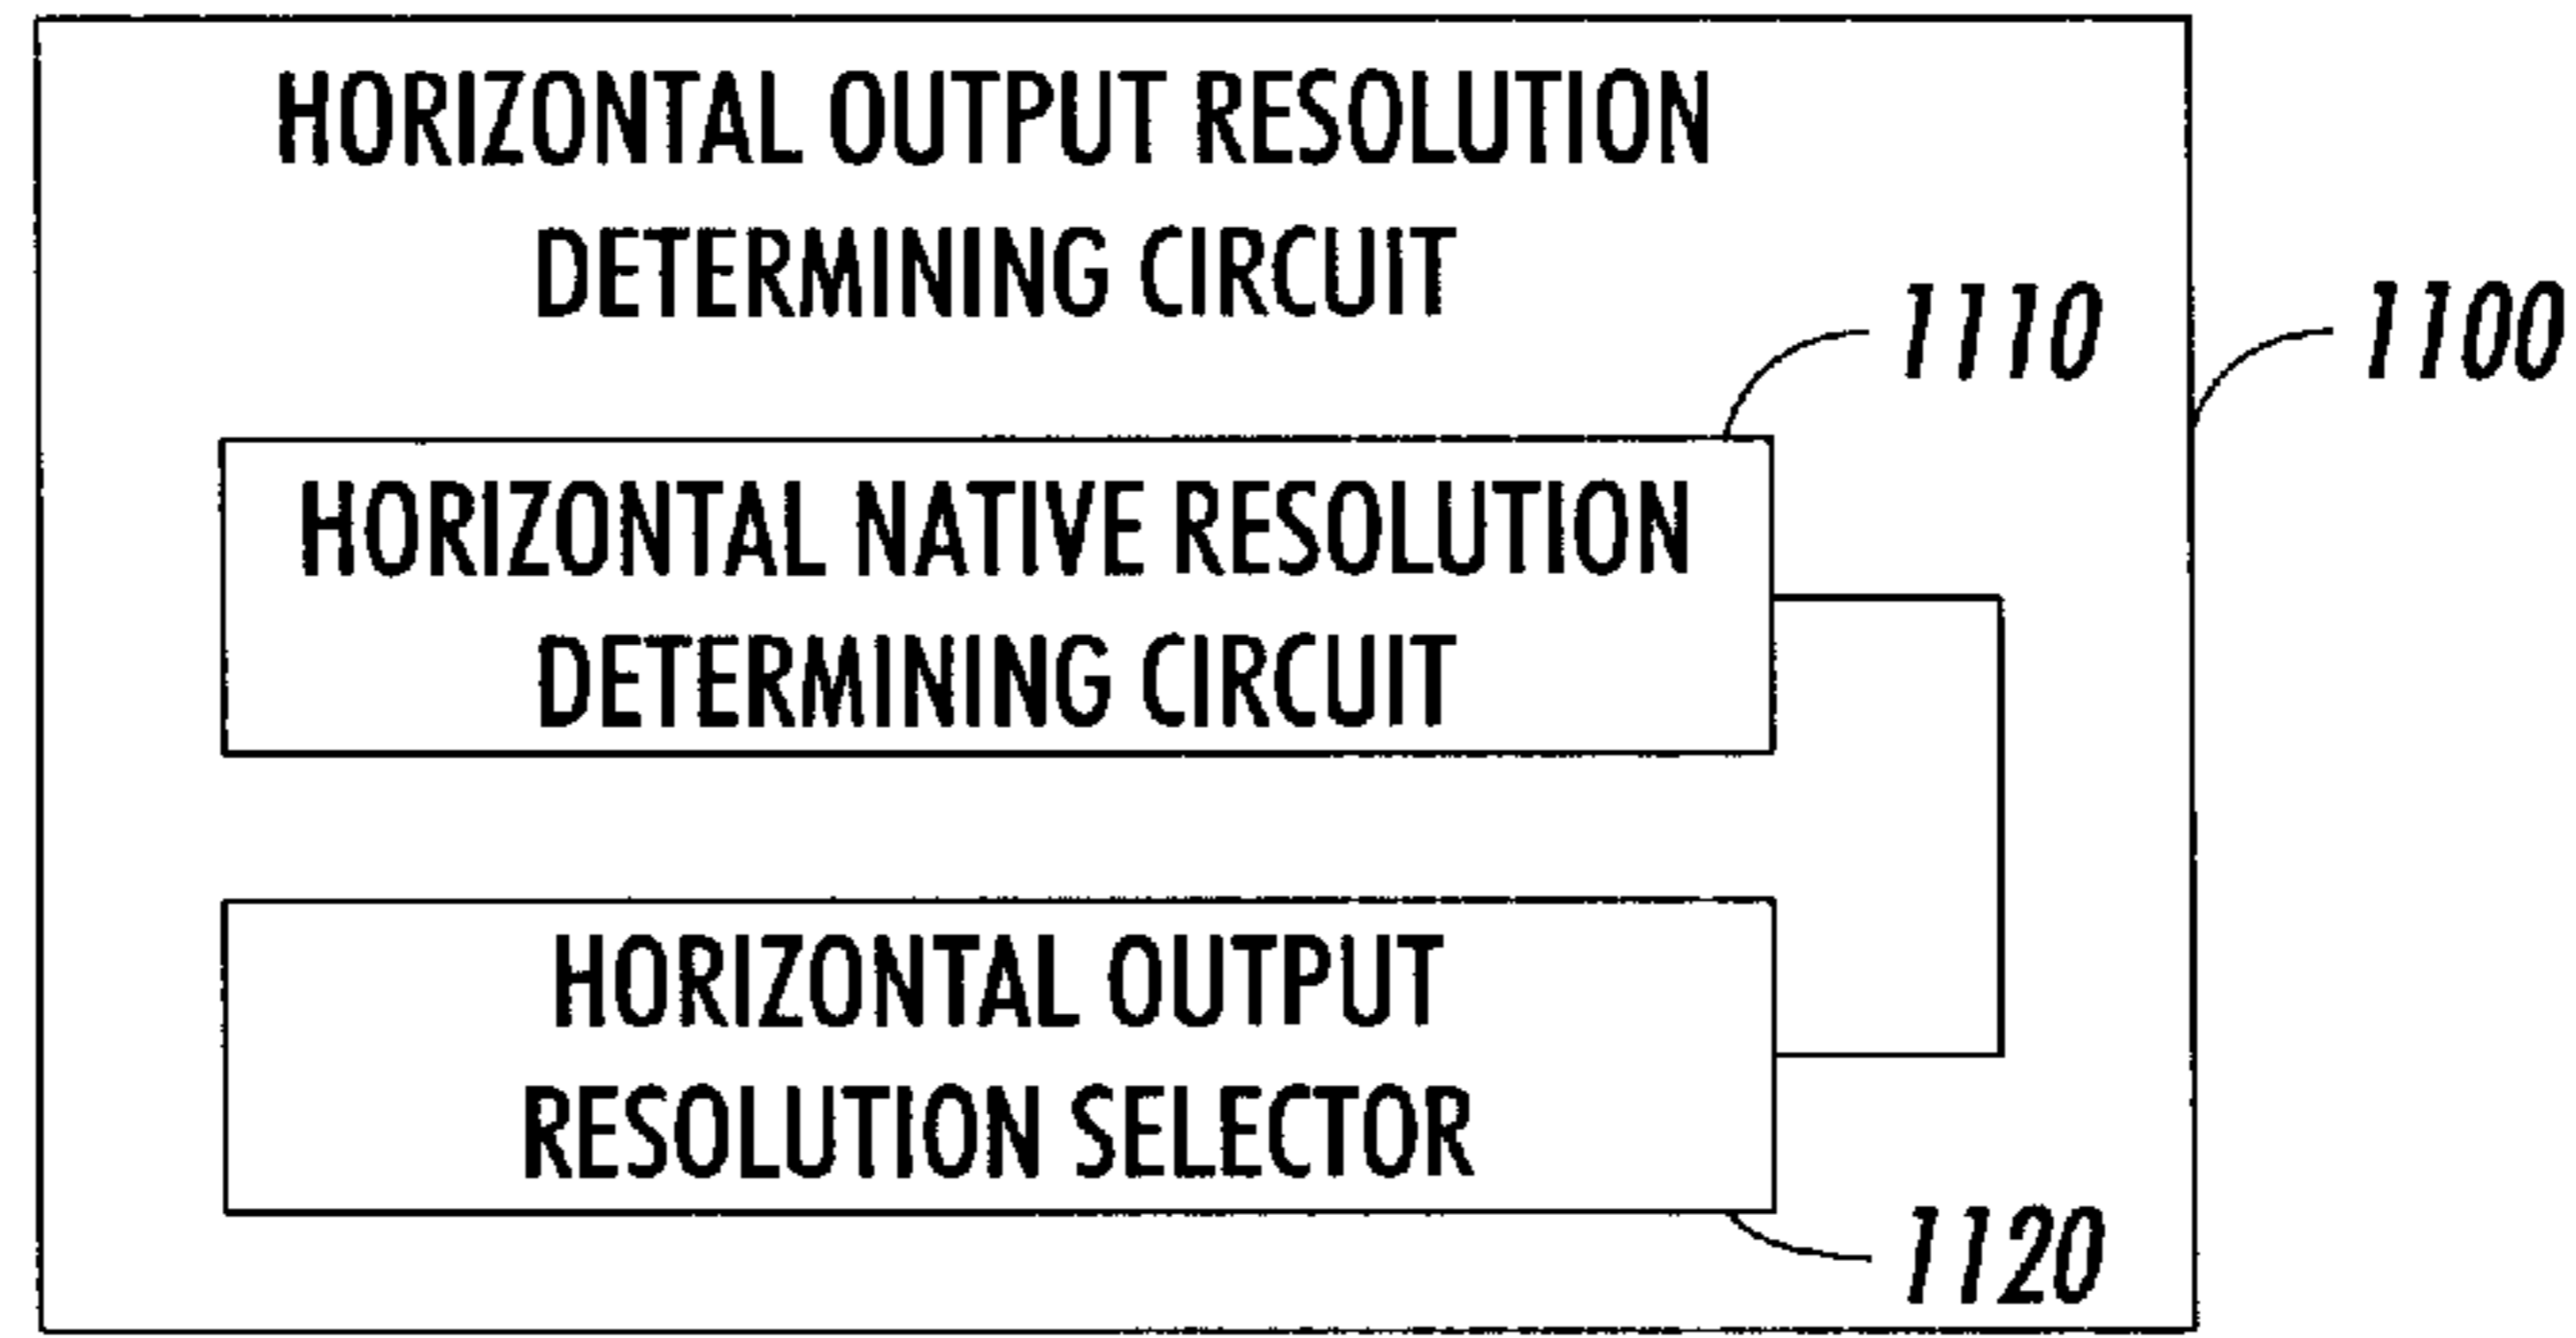 HORIZONTAL OUTPUT RESOLUTION
DETERMINING CIRCUIT
1110
1100
HORIZONTAL NATIVE RESOLUTION
DETERMINING CIRCUIT
HORIZONTAL OUTPUT
RESOLUTION SELECTOR
1120